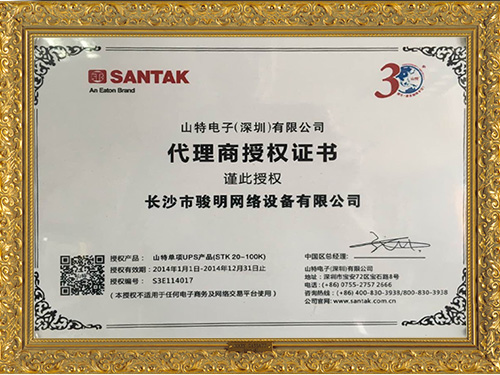 SANTAK
An Eaton Brand
30
山特电子(深圳)有限公司
代理商授权证书
谨此授权
长沙市骏明网络设备有限公司
授权产品：山特单项UPS产品(STK 20~100K)
授权有效期：2014年1月1日-2014年12月31日止
授权编号：S3E114017
(本授权不适用于任何电子商务及网络交易平台使用)
中国区总经理：
山特电子(深圳)有限公司
地址：深圳市宝安72区宝石路8号
电话：(+86) 0755-2757 2666
咨询热线：(+86) 400-830-3938/800-830-3938
公司官网：www.santak.com.cn